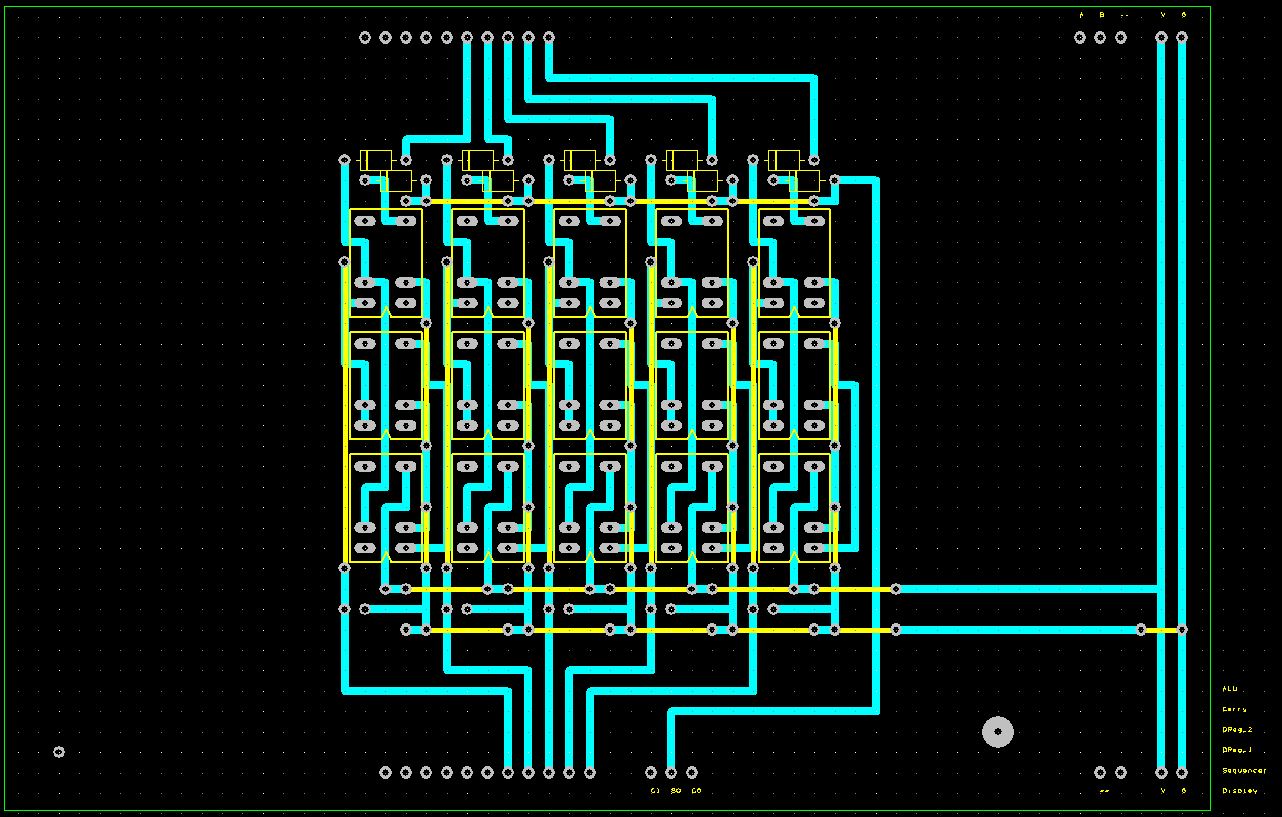 A B -- V G
ALU
Carry
DReg_2
DReg_1
Sequencer
Display
CI SO CO
-- V G